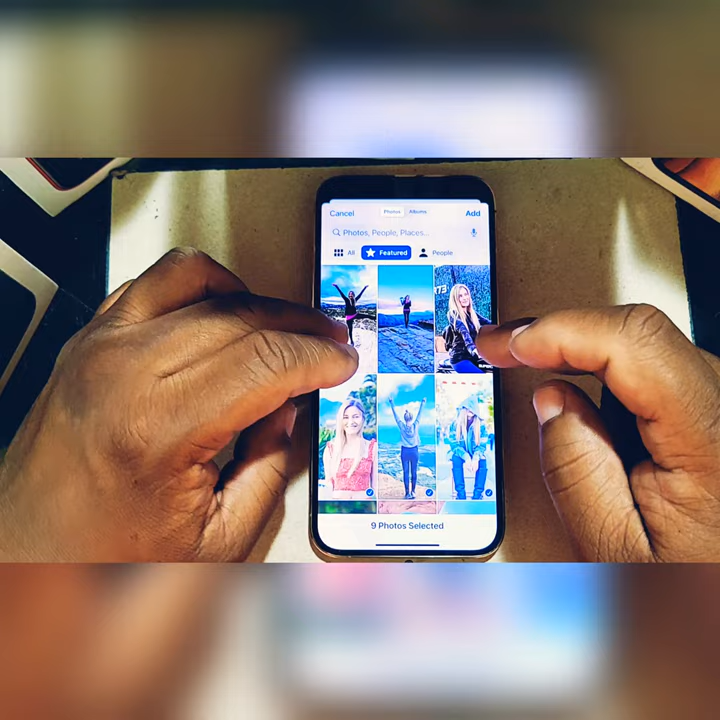 Cancel Photos Albums Add
Photos, People, Places...
All Featured People
9 Photos Selected